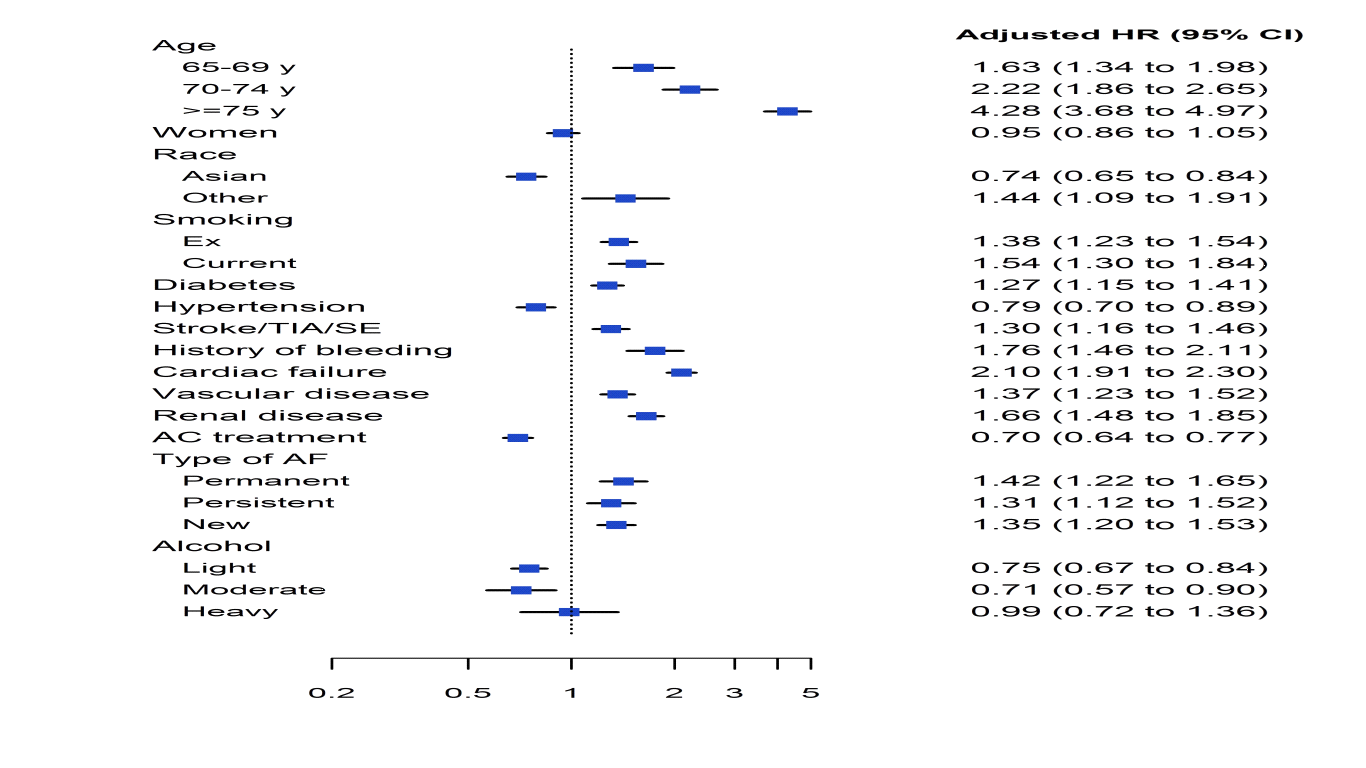 Adjusted HR (95% CI)
Age
65-69 y 1.63 (1.34 to 1.98)
70-74 y 2.22 (1.86 to 2.65)
>=75 y 4.28 (3.68 to 4.97)
Women 0.95 (0.86 to 1.05)
Race
Asian 0.74 (0.65 to 0.84)
Other 1.44 (1.09 to 1.91)
Smoking
Ex 1.38 (1.23 to 1.54)
Current 1.54 (1.30 to 1.84)
Diabetes 1.27 (1.15 to 1.41)
Hypertension 0.79 (0.70 to 0.89)
Stroke/TIA/SE 1.30 (1.16 to 1.46)
History of bleeding 1.76 (1.46 to 2.11)
Cardiac failure 2.10 (1.91 to 2.30)
Vascular disease 1.37 (1.23 to 1.52)
Renal disease 1.66 (1.48 to 1.85)
AC treatment 0.70 (0.64 to 0.77)
Type of AF
Permanent 1.42 (1.22 to 1.65)
Persistent 1.31 (1.12 to 1.52)
New 1.35 (1.20 to 1.53)
Alcohol
Light 0.75 (0.67 to 0.84)
Moderate 0.71 (0.57 to 0.90)
Heavy 0.99 (0.72 to 1.36)
0.2 0.5 1 2 3 5